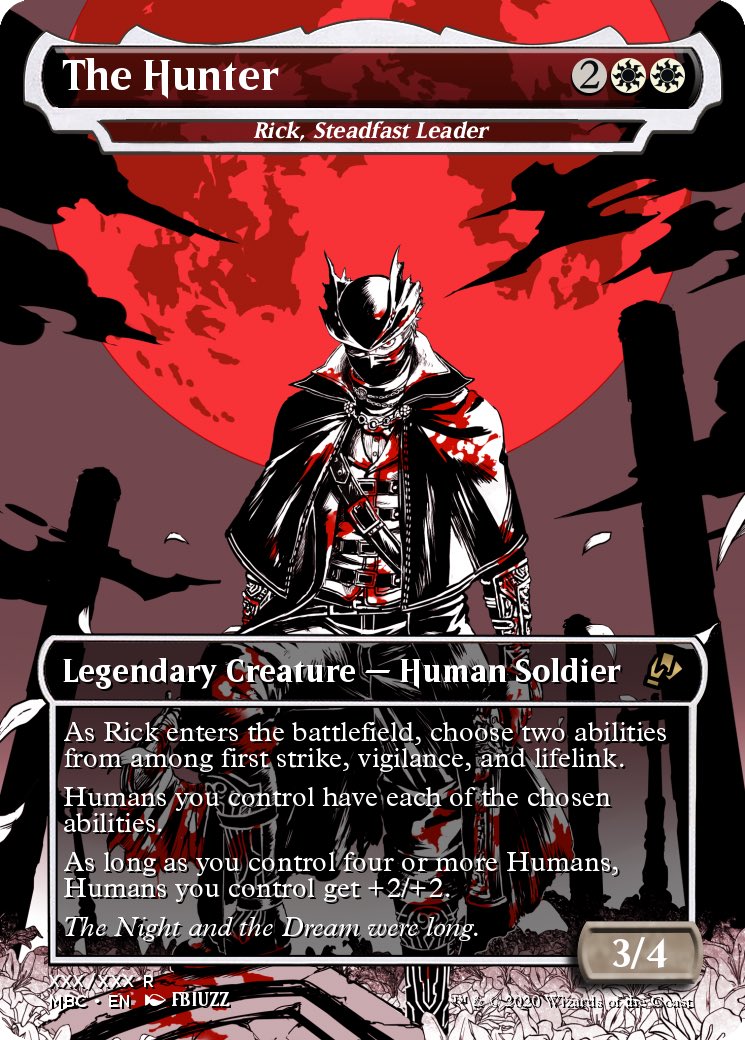 The Hunter 2
Rick, Steadfast Leader
Legendary Creature — Human Soldier
As Rick enters the battlefield, choose two abilities
from among first strike, vigilance, and lifelink.
Humans you control have each of the chosen
abilities.
As long as you control four or more Humans,
Humans you control get +2/+2.
The Night and the Dream were long.
3/4
XXX/XXX R
MBC • EN FBIUZZ
™ & © 2020 Wizards of the Coast